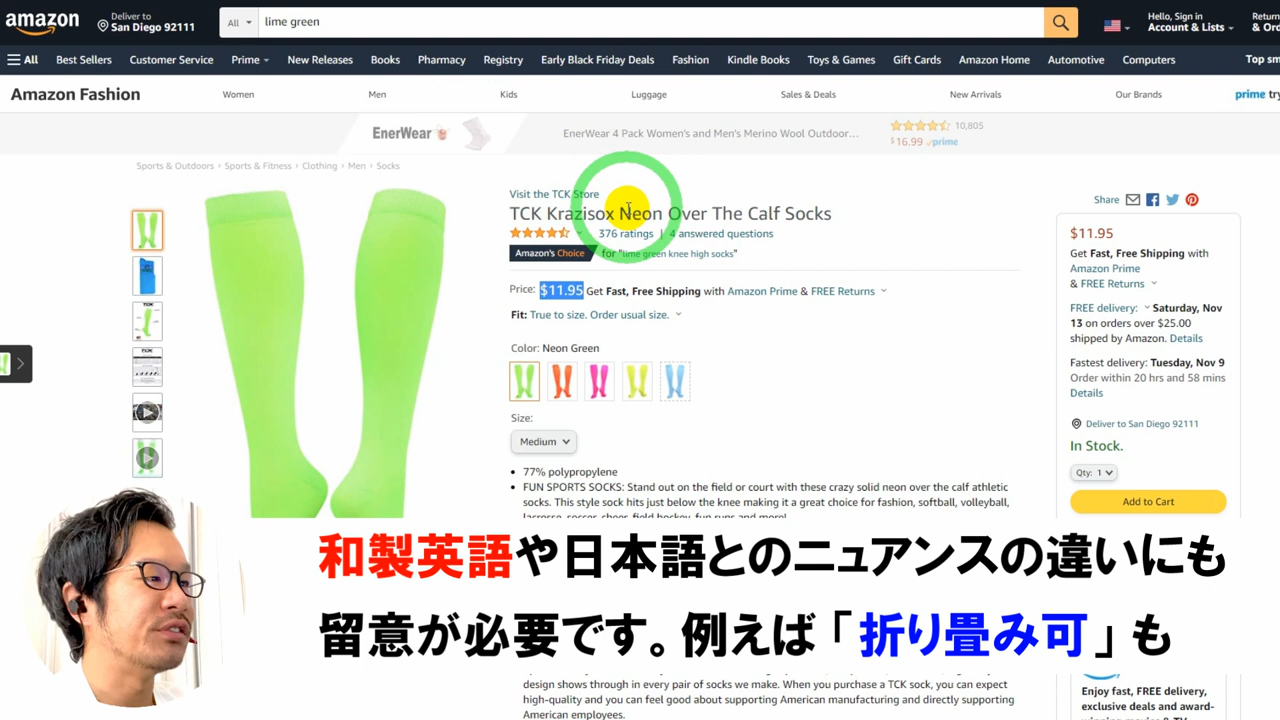 amazon
Deliver to
San Diego 92111
All
lime green
Hello, Sign in
Account & Lists
Return
& Ord
All Best Sellers Customer Service Prime New Releases Books Pharmacy Registry Early Black Friday Deals Fashion Kindle Books Toys & Games Gift Cards Amazon Home Automotive Computers Top sm
Amazon Fashion Women Men Kids Luggage Sales & Deals New Arrivals Our Brands prime try
EnerWear EnerWear 4 Pack Women's and Men's Merino Wool Outdoor… 10,805
$16.99 prime
Sports & Outdoors › Sports & Fitness › Clothing › Men › Socks
Visit the TCK Store
TCK Krazisox Neon Over The Calf Socks
376 ratings | 4 answered questions
Amazon's Choice for "lime green knee high socks"
Price: $11.95 Get Fast, Free Shipping with Amazon Prime & FREE Returns
Fit: True to size. Order usual size.
Color: Neon Green
Size:
Medium
• 77% polypropylene
• FUN SPORTS SOCKS: Stand out on the field or court with these crazy solid neon over the calf athletic
socks. This style sock hits just below the knee making it a great choice for fashion, softball, volleyball,
lacrosse, soccer, cheer, field hockey, fun runs and more!
Share
$11.95
Get Fast, Free Shipping with
Amazon Prime
& FREE Returns
FREE delivery: Saturday, Nov
13 on orders over $25.00
shipped by Amazon. Details
Fastest delivery: Tuesday, Nov 9
Order within 20 hrs and 58 mins
Details
Deliver to San Diego 92111
In Stock.
Qty: 1
Add to Cart
和製英語や日本語とのニュアンスの違いにも
留意が必要です。例えば「折り畳み可」も
design shows through in every pair of socks we make. When you purchase a TCK sock, you can expect
high-quality and you can feel good about supporting American manufacturing and directly supporting
American employees.
Enjoy fast, FREE delivery,
exclusive deals and award-